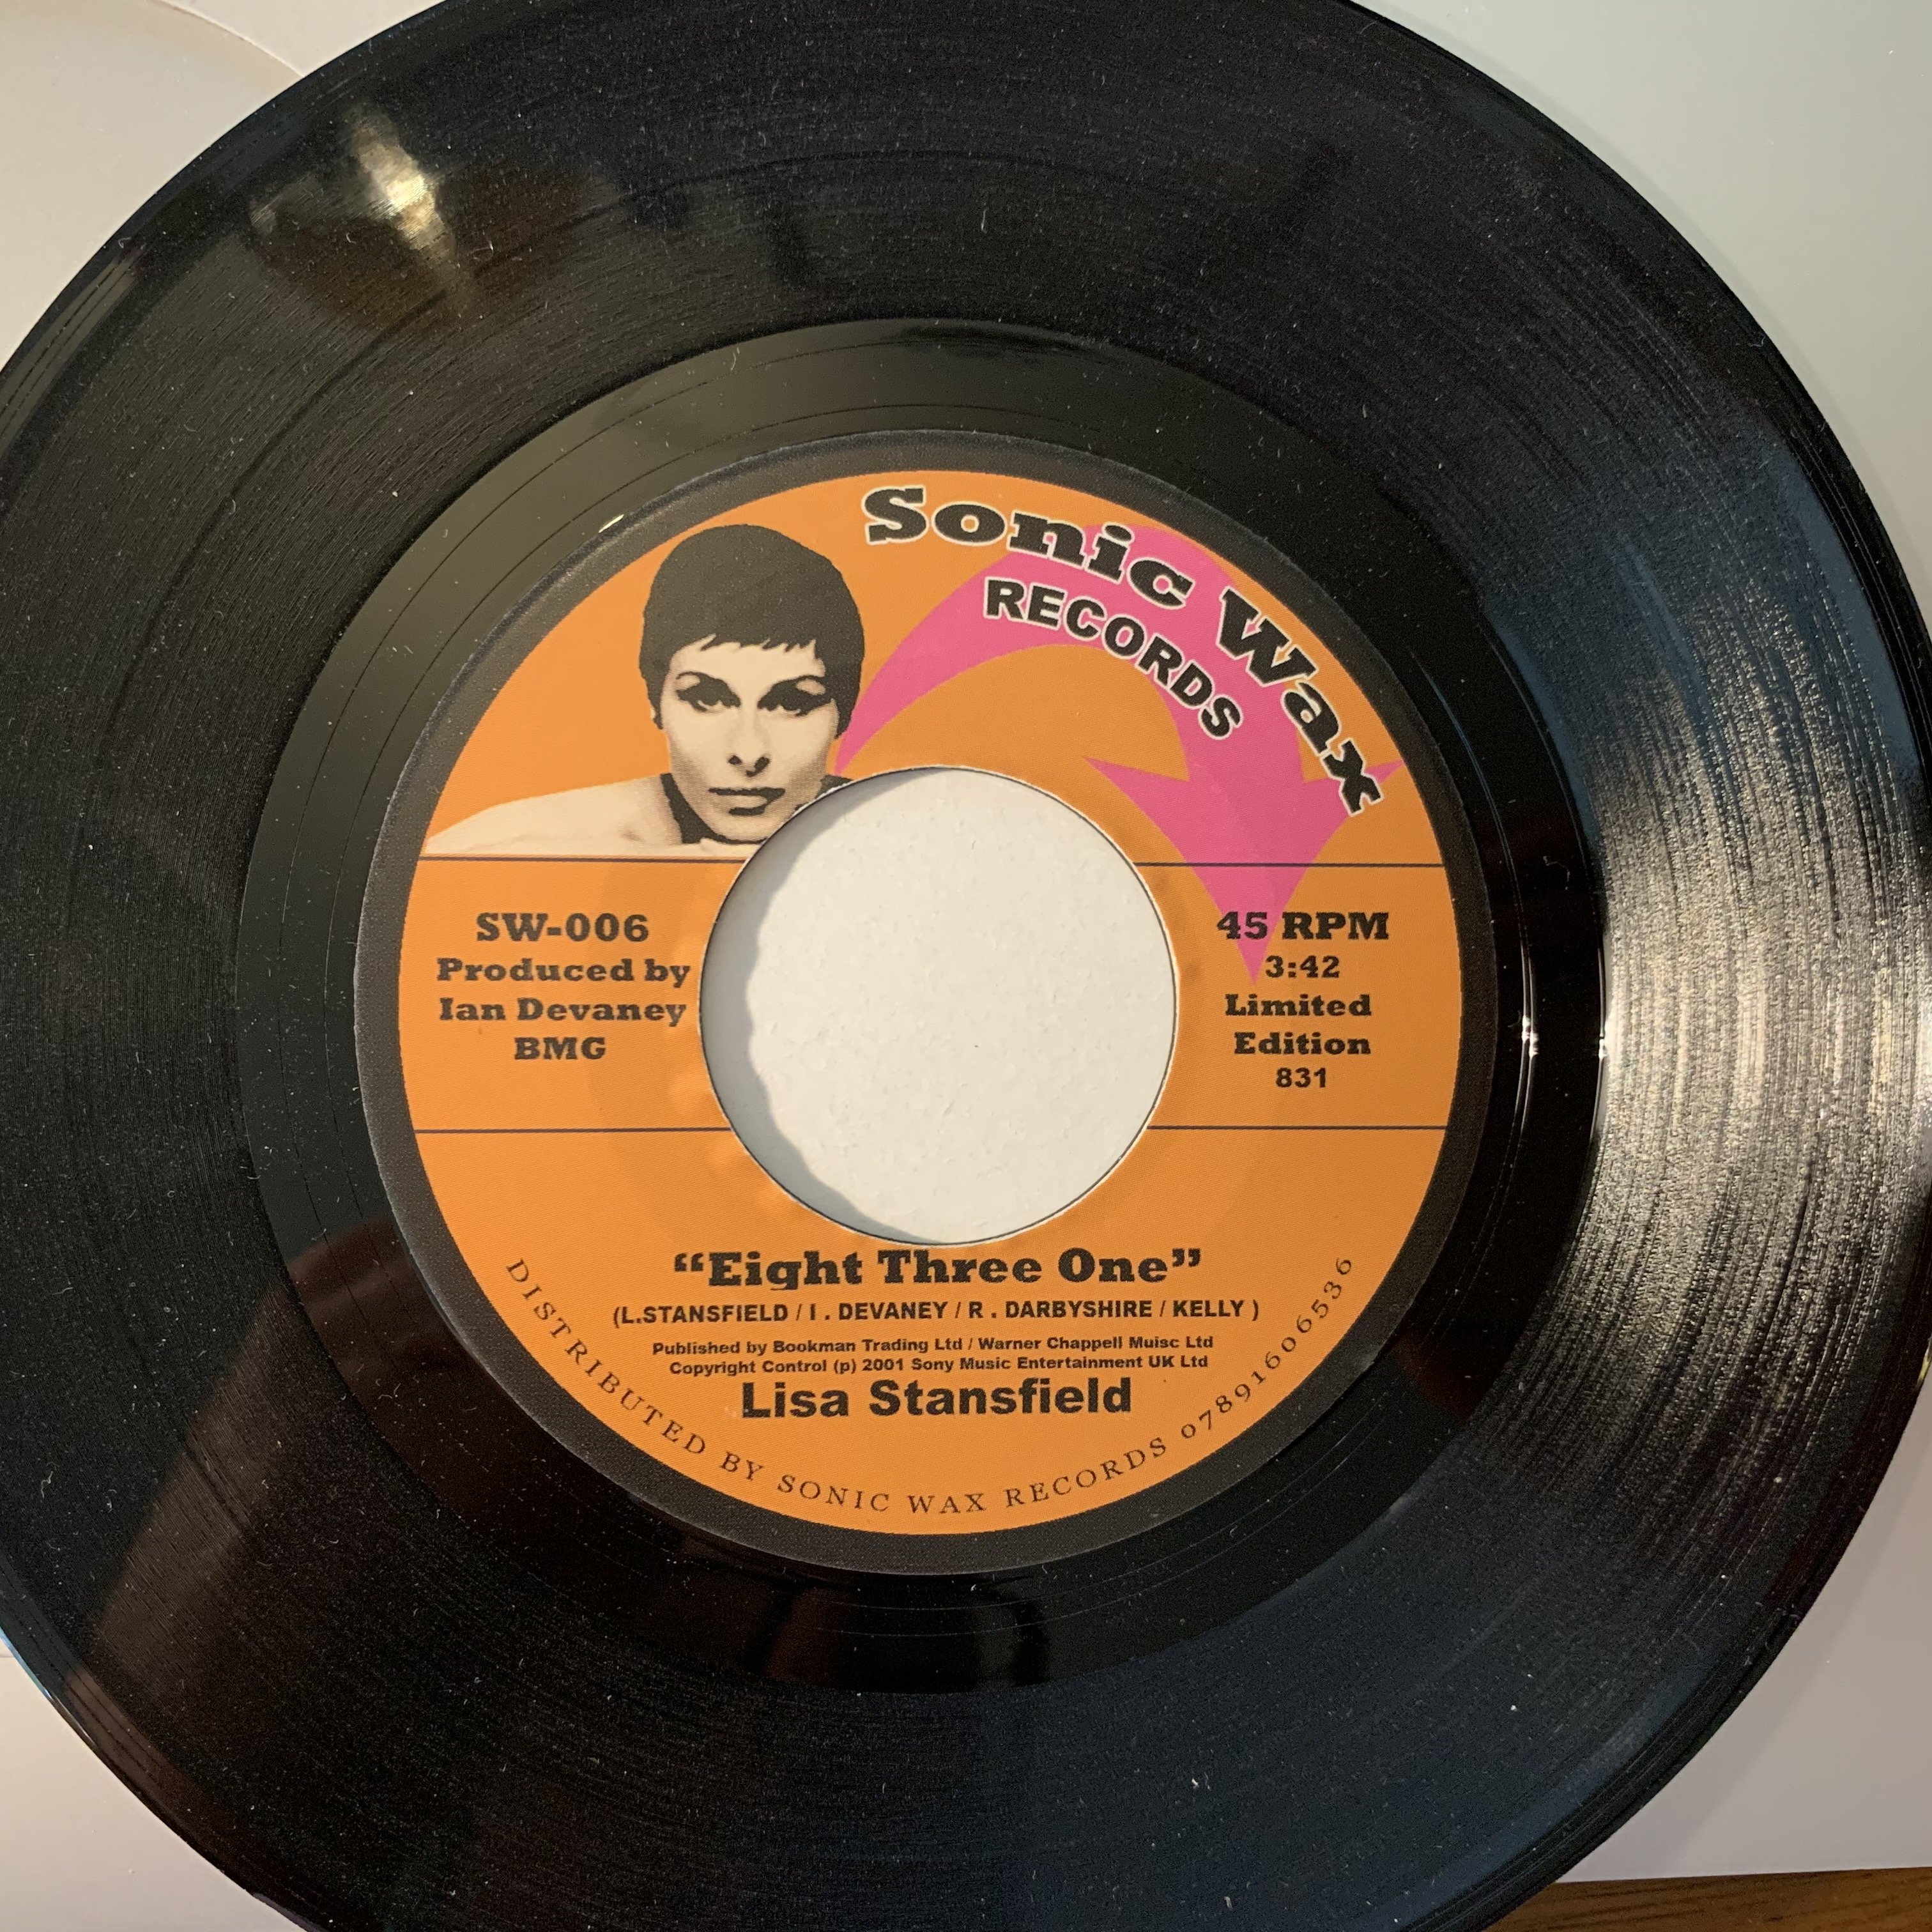 Sonic Wax
RECORDS
SW-006
Produced by
Ian Devaney
BMG
45 RPM
3:42
Limited
Edition
831
“Eight Three One”
(L.STANSFIELD / I . DEVANEY / R . DARBYSHIRE / KELLY )
Published by Bookman Trading Ltd / Warner Chappell Muisc Ltd
Copyright Control (p) 2001 Sony Music Entertainment UK Ltd
Lisa Stansfield
DISTRIBUTED BY SONIC WAX RECORDS 07891606536